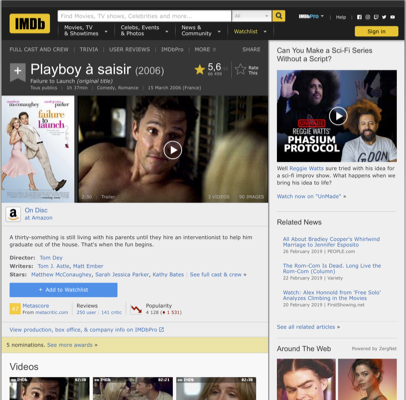 IMDb
Find Movies, TV shows, Celebrities and more...
All
IMDbPro
Help
Movies, TV
& Showtimes
Celebs, Events
& Photos
News &
Community
Watchlist
Sign in
FULL CAST AND CREW | TRIVIA | USER REVIEWS | IMDbPro | MORE
SHARE
Playboy à saisir (2006)
Failure to Launch (original title)
Tous publics | 1h 37min | Comedy, Romance | 15 March 2006 (France)
5,6
Rate
This
failure
to
launch
2:30 | Trailer
3 VIDEOS
90 IMAGES
On Disc
at Amazon
A thirty-something is still living with his parents until they hire an interventionist to help him
graduate out of the house. That's when the fun begins.
Director: Tom Dey
Writers: Tom J. Astle, Matt Ember
Stars: Matthew McConaughey, Sarah Jessica Parker, Kathy Bates | See full cast & crew »
+ Add to Watchlist
Metascore
From metacritic.com
Reviews
250 user | 141 critic
Popularity
4 128 (1 531)
View production, box office, & company info on IMDbPro
5 nominations. See more awards »
Videos
Can You Make a Sci-Fi Series
Without a Script?
REGGIE WATTS'
PHASIUM
PROTOCOL
Well Reggie Watts sure tried with his idea for
a sci-fi improv show. What happens when we
bring his idea to life?
Watch now on "UnMade" »
Related News
All About Bradley Cooper's Whirlwind
Marriage to Jennifer Esposito
26 February 2019 | PEOPLE.com
The Rom-Com Is Dead. Long Live the
Rom-Com (Column)
22 February 2019 | Variety
Watch: Alex Honnold from 'Free Solo'
Analyzes Climbing in the Movies
20 February 2019 | FirstShowing.net
See all related articles »
Around The Web
Powered by ZergNet